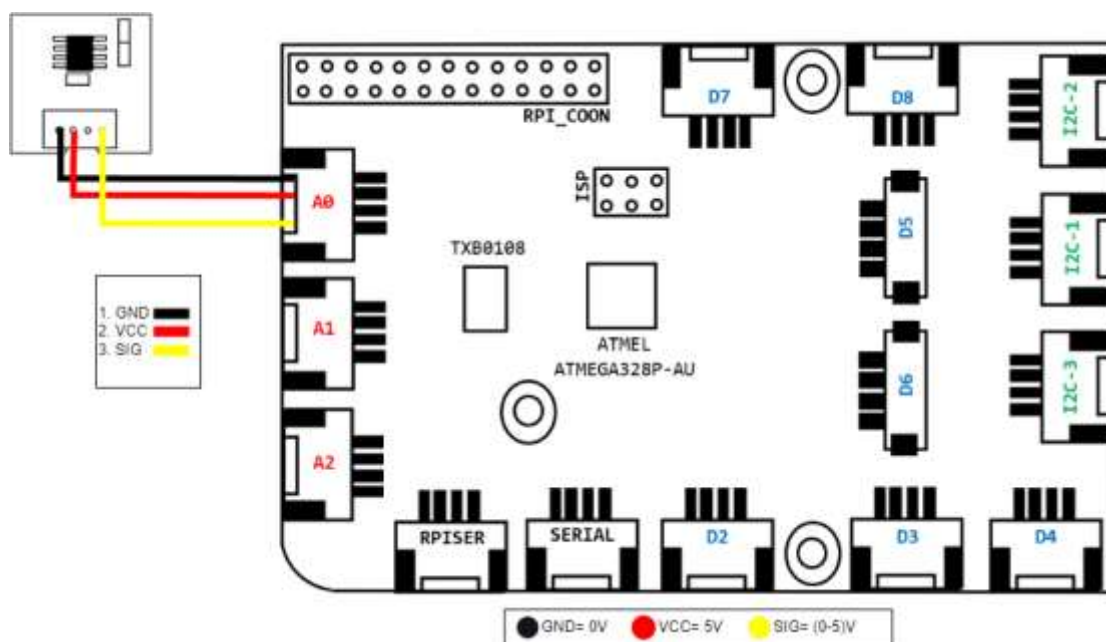 D7
D8
I2C-2
RPI_COON
ISP
A0
D5
I2C-1
TXB0108
1. GND
2. VCC
3. SIG
A1
ATMEL
ATMEGA328P-AU
D6
I2C-3
A2
RPISER
SERIAL
D2
D3
D4
GND= 0V
VCC= 5V
SIG= (0-5)V